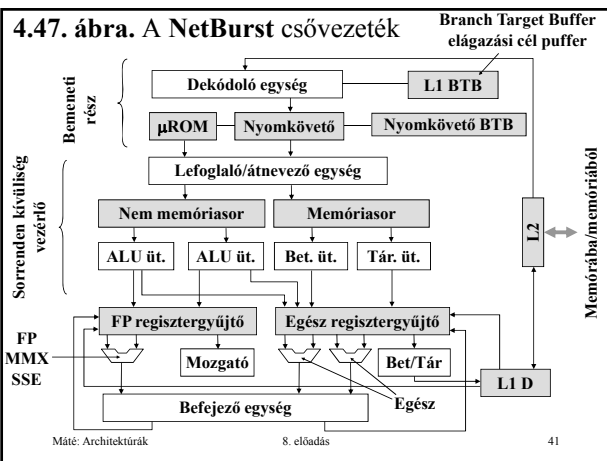 4.47. ábra. A NetBurst csővezeték
Branch Target Buffer
elágazási cél puffer
Bemeneti
rész
Dekódoló egység
L1 BTB
μROM
Nyomkövető
Nyomkövető BTB
Sorrenden kívüliség
vezérlő
Lefoglaló/átnevező egység
Nem memóriasor
Memóriasor
ALU üt.
ALU üt.
Bet. üt.
Tár. üt.
L2
Memórába/memóriából
FP regisztergyűjtő
Egész regisztergyűjtő
FP
MMX
SSE
Mozgató
Bet/Tár
L1 D
Egész
Befejező egység
Máté: Architektúrák
8. előadás
41